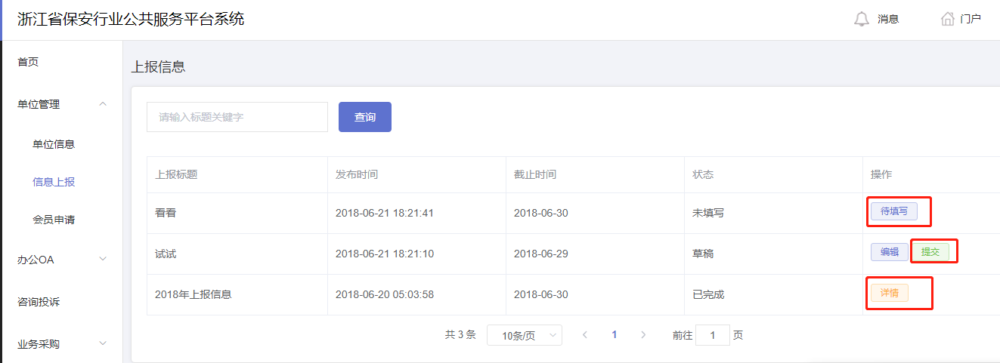 浙江省保安行业公共服务平台系统
消息
门户
首页
单位管理
单位信息
信息上报
会员申请
办公OA
咨询投诉
业务采购
上报信息
请输入标题关键字
查询
上报标题 发布时间 截止时间 状态 操作
看看 2018-06-21 18:21:41 2018-06-30 未填写 待填写
试试 2018-06-21 18:21:10 2018-06-29 草稿 编辑 提交
2018年上报信息 2018-06-20 05:03:58 2018-06-30 已完成 详情
共 3 条 10条/页 1 前往 1 页